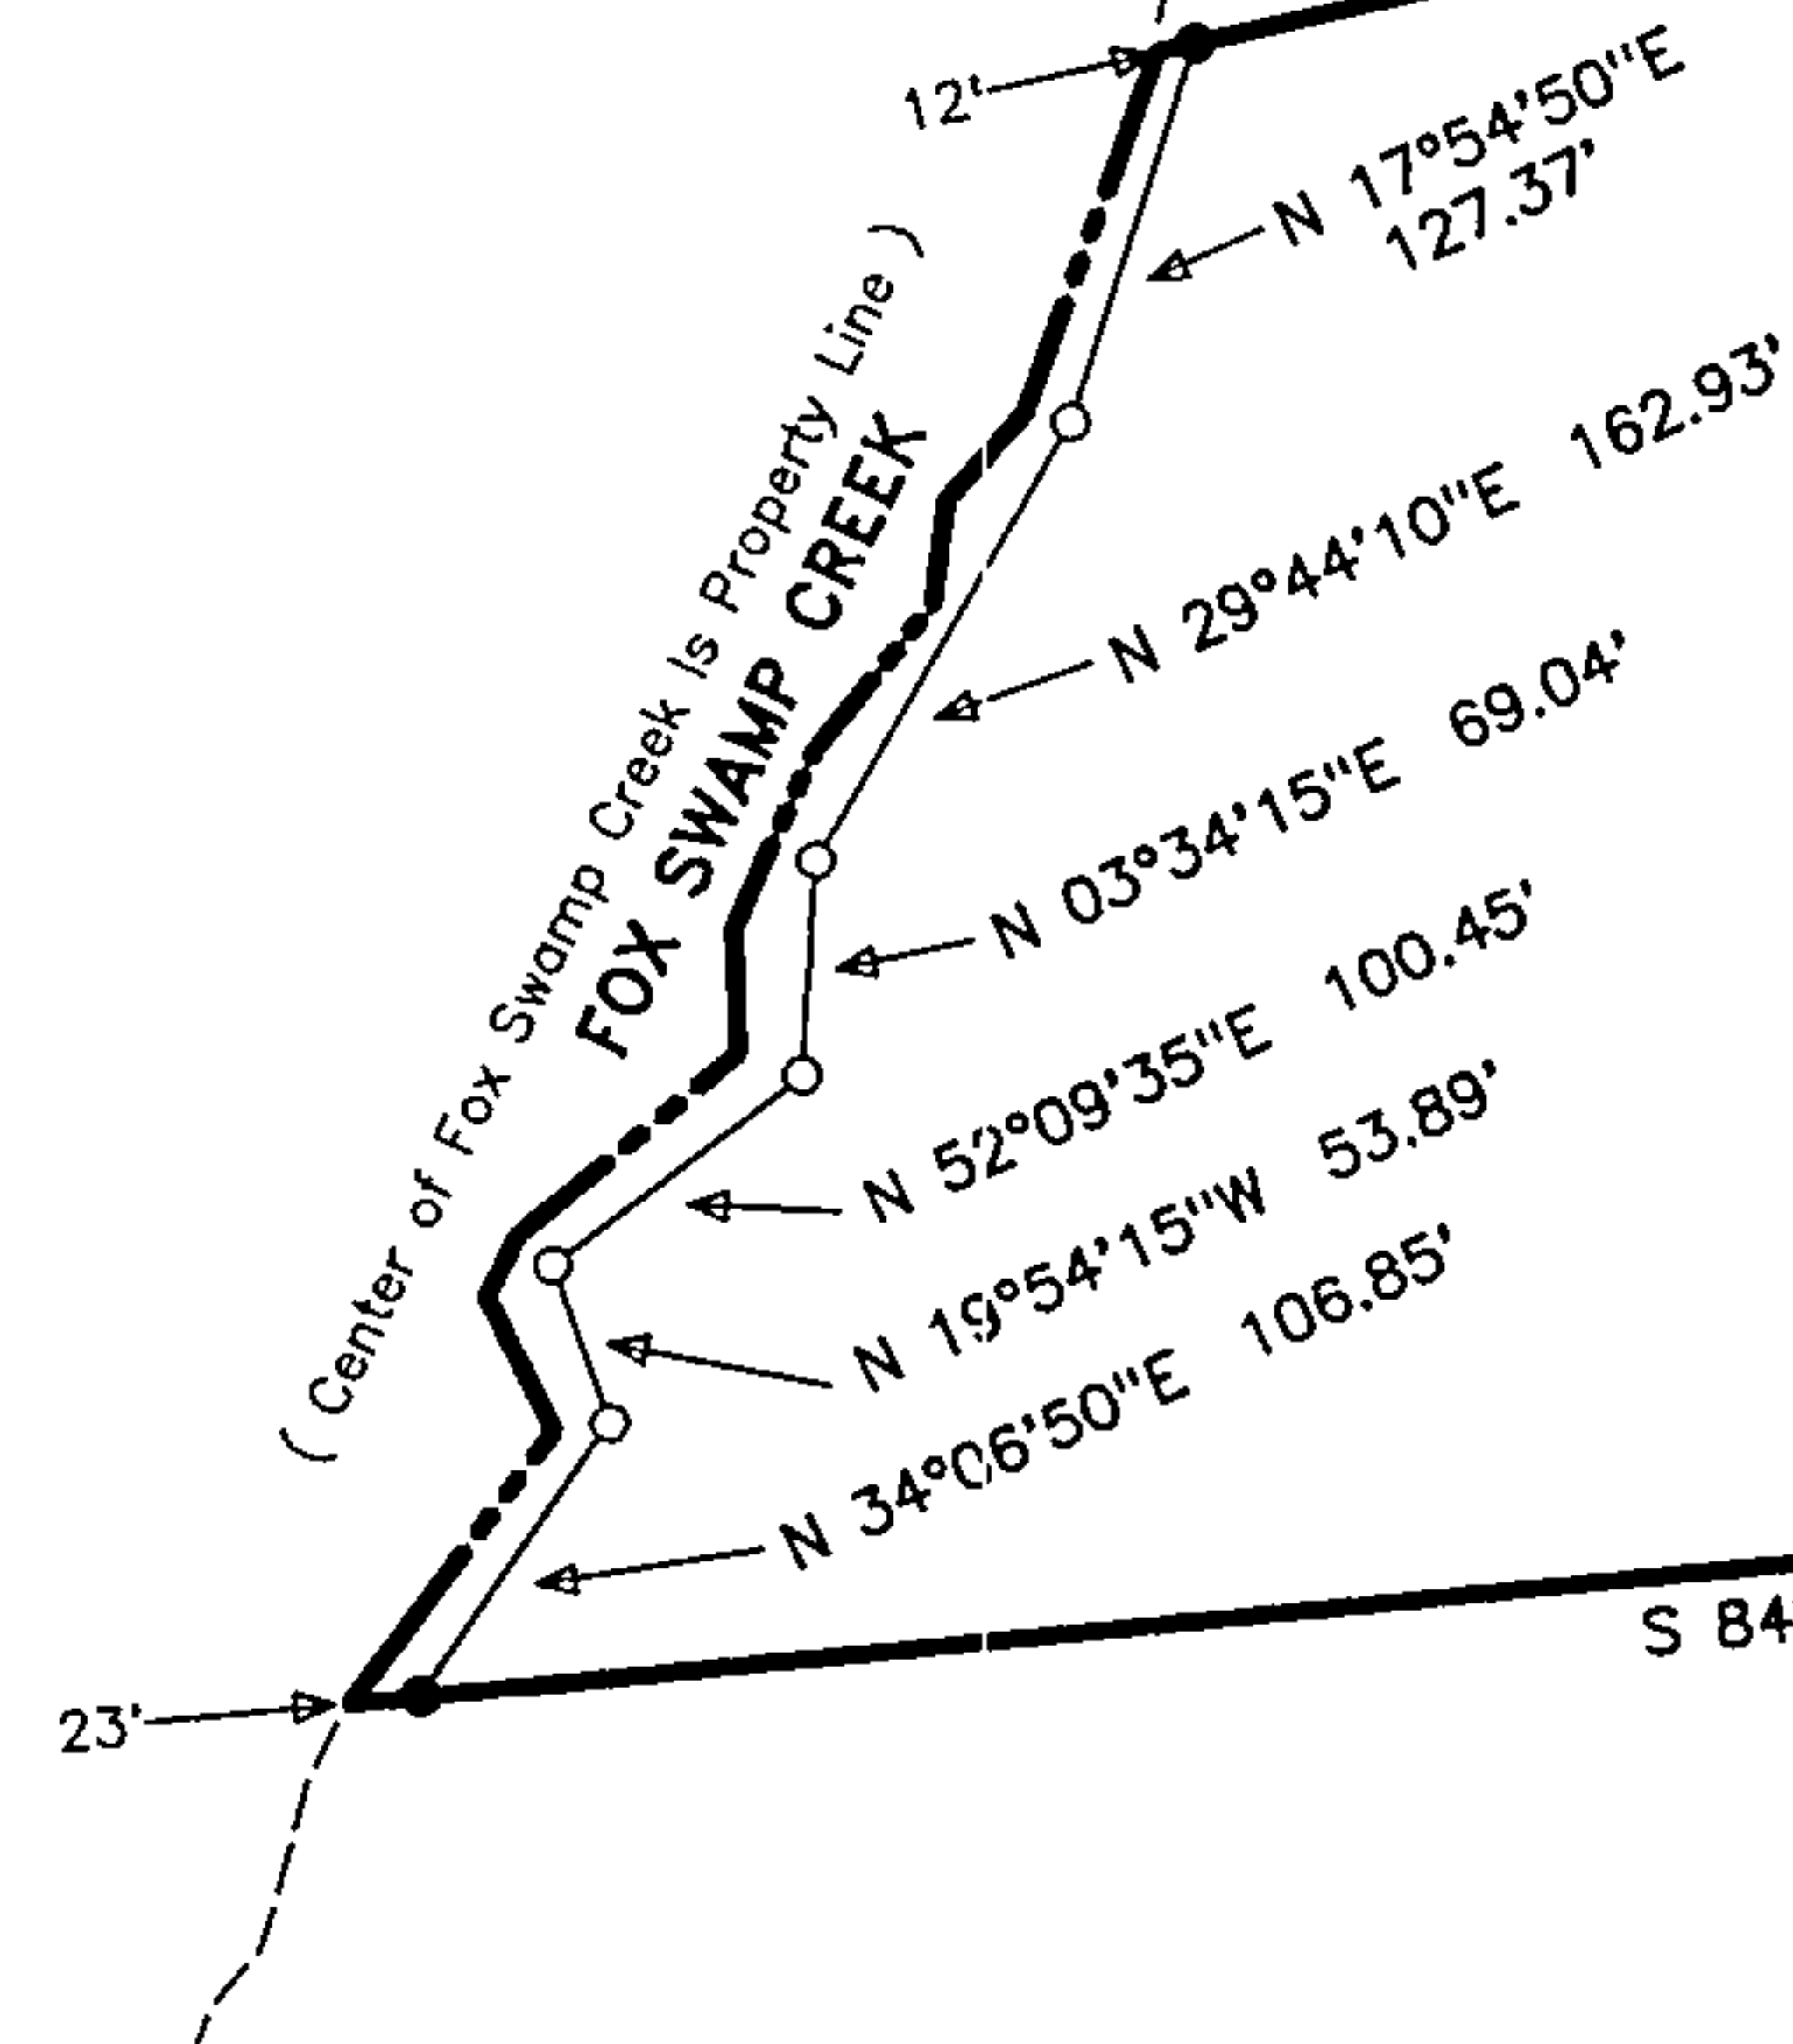 12'
N 17°54'50"E
127.37'
N 29°44'10"E 162.93'
N 03°34'15"E 69.04'
N 52°09'35"E 100.45'
N 19°54'15"W 53.89'
N 34°06'50"E 106.85'
( Center of Fox Swamp Creek Is Property Line )
FOX SWAMP CREEK
S 84
23'